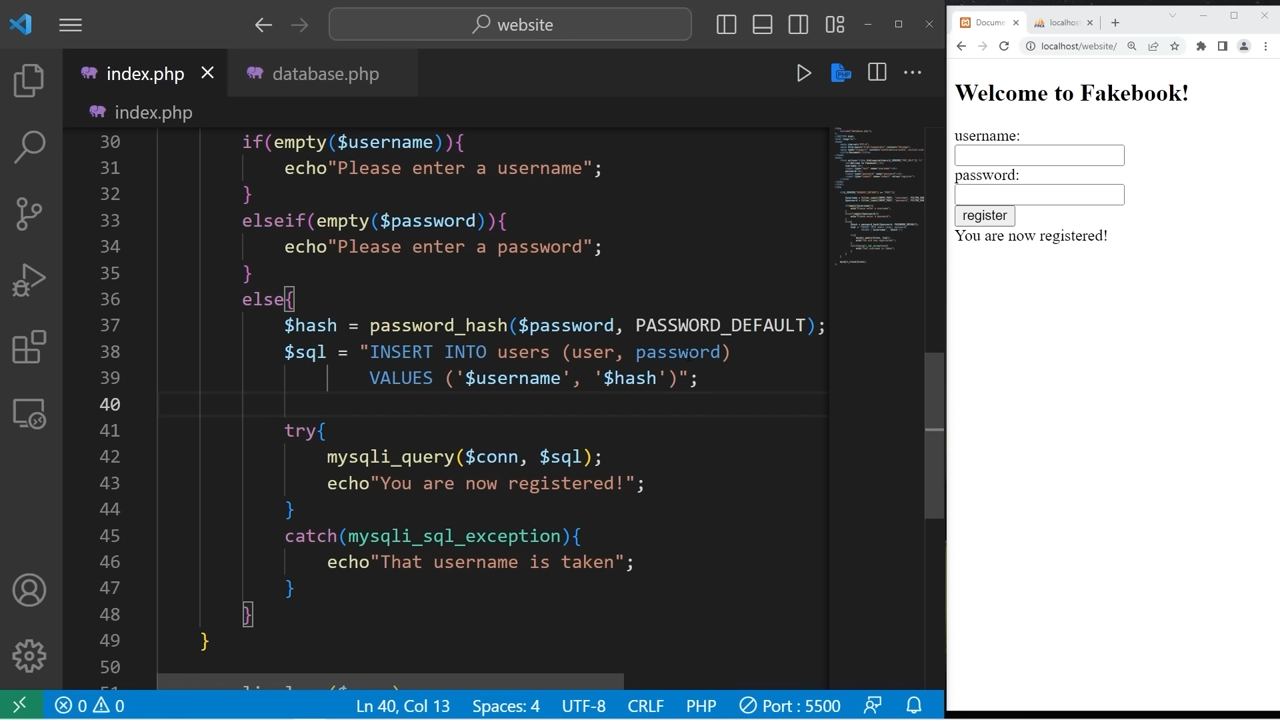 website
index.php
database.php
index.php
30 if(empty($username)){
31 echo"Please enter a username";
32 }
33 elseif(empty($password)){
34 echo"Please enter a password";
35 }
36 else{
37 $hash = password_hash($password, PASSWORD_DEFAULT);
38 $sql = "INSERT INTO users (user, password)
39 VALUES ('$username', '$hash')";
40
41 try{
42 mysqli_query($conn, $sql);
43 echo"You are now registered!";
44 }
45 catch(mysqli_sql_exception){
46 echo"That username is taken";
47 }
48 }
49 }
50
0 0 Ln 40, Col 13 Spaces: 4 UTF-8 CRLF PHP Port : 5500
Docume
localhos
localhost/website/
Welcome to Fakebook!
username:
password:
register
You are now registered!